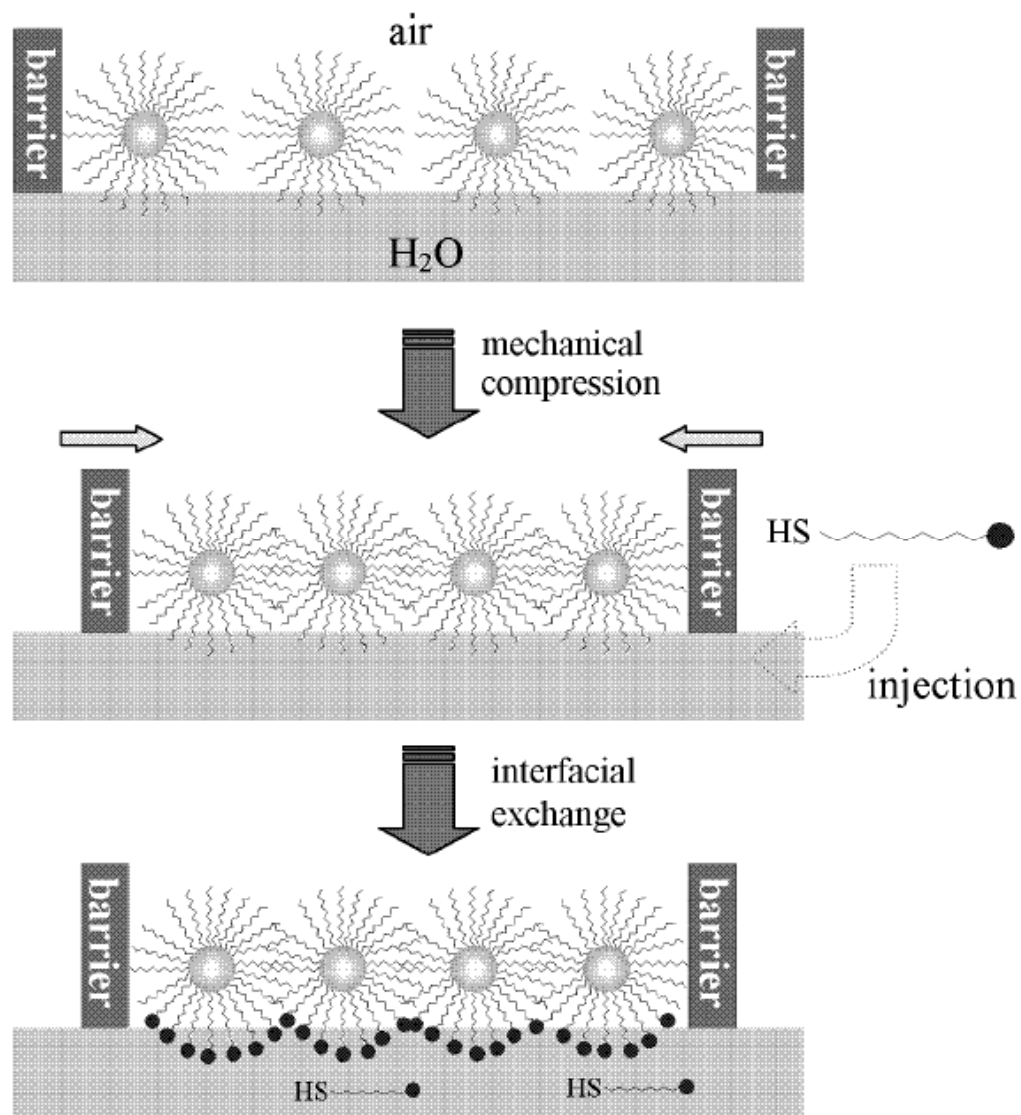 air
barrier
barrier
H₂O
mechanical
compression
barrier
barrier
HS
injection
interfacial
exchange
barrier
barrier
HS
HS